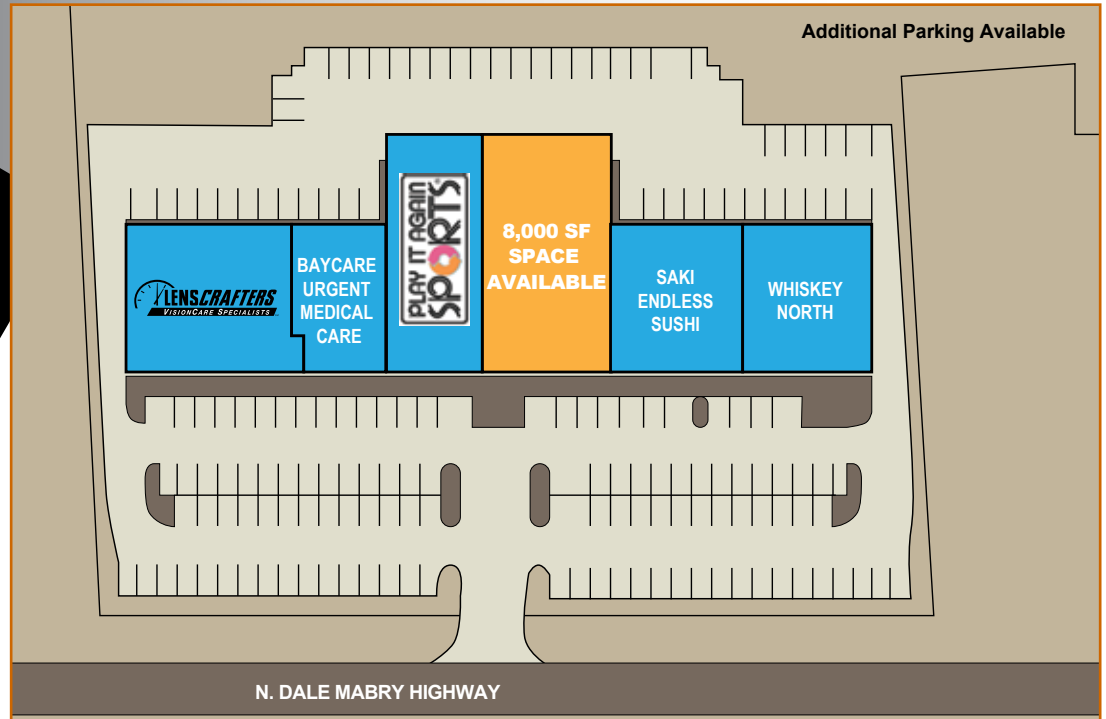 Additional Parking Available
LENSCRAFTERS
VISIONCARE SPECIALISTS
BAYCARE
URGENT
MEDICAL
CARE
PLAY IT AGAIN
SPORTS
8,000 SF
SPACE
AVAILABLE
SAKI
ENDLESS
SUSHI
WHISKEY
NORTH
N. DALE MABRY HIGHWAY